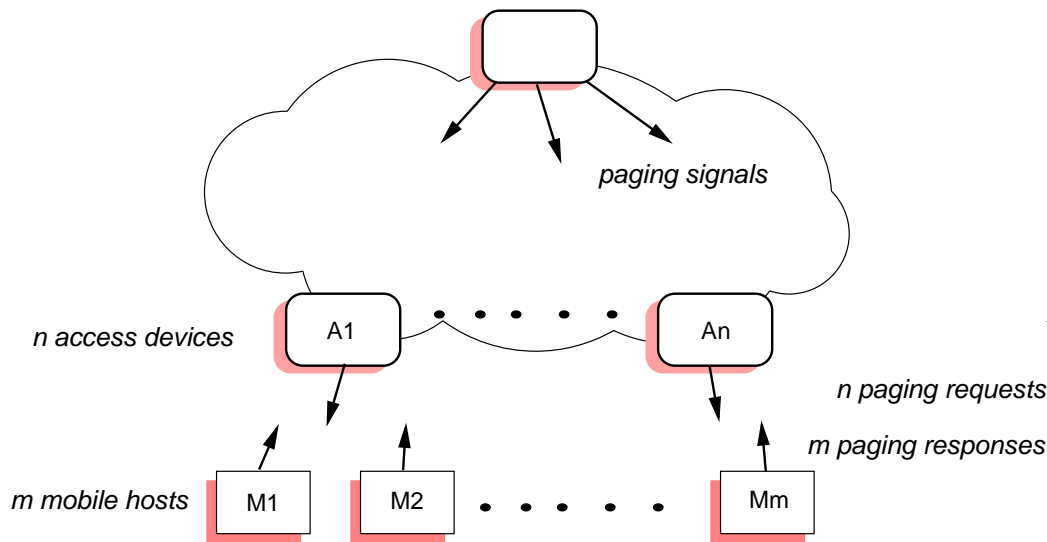 paging signals
n access devices
A1
An
n paging requests
m paging responses
m mobile hosts
M1
M2
Mm